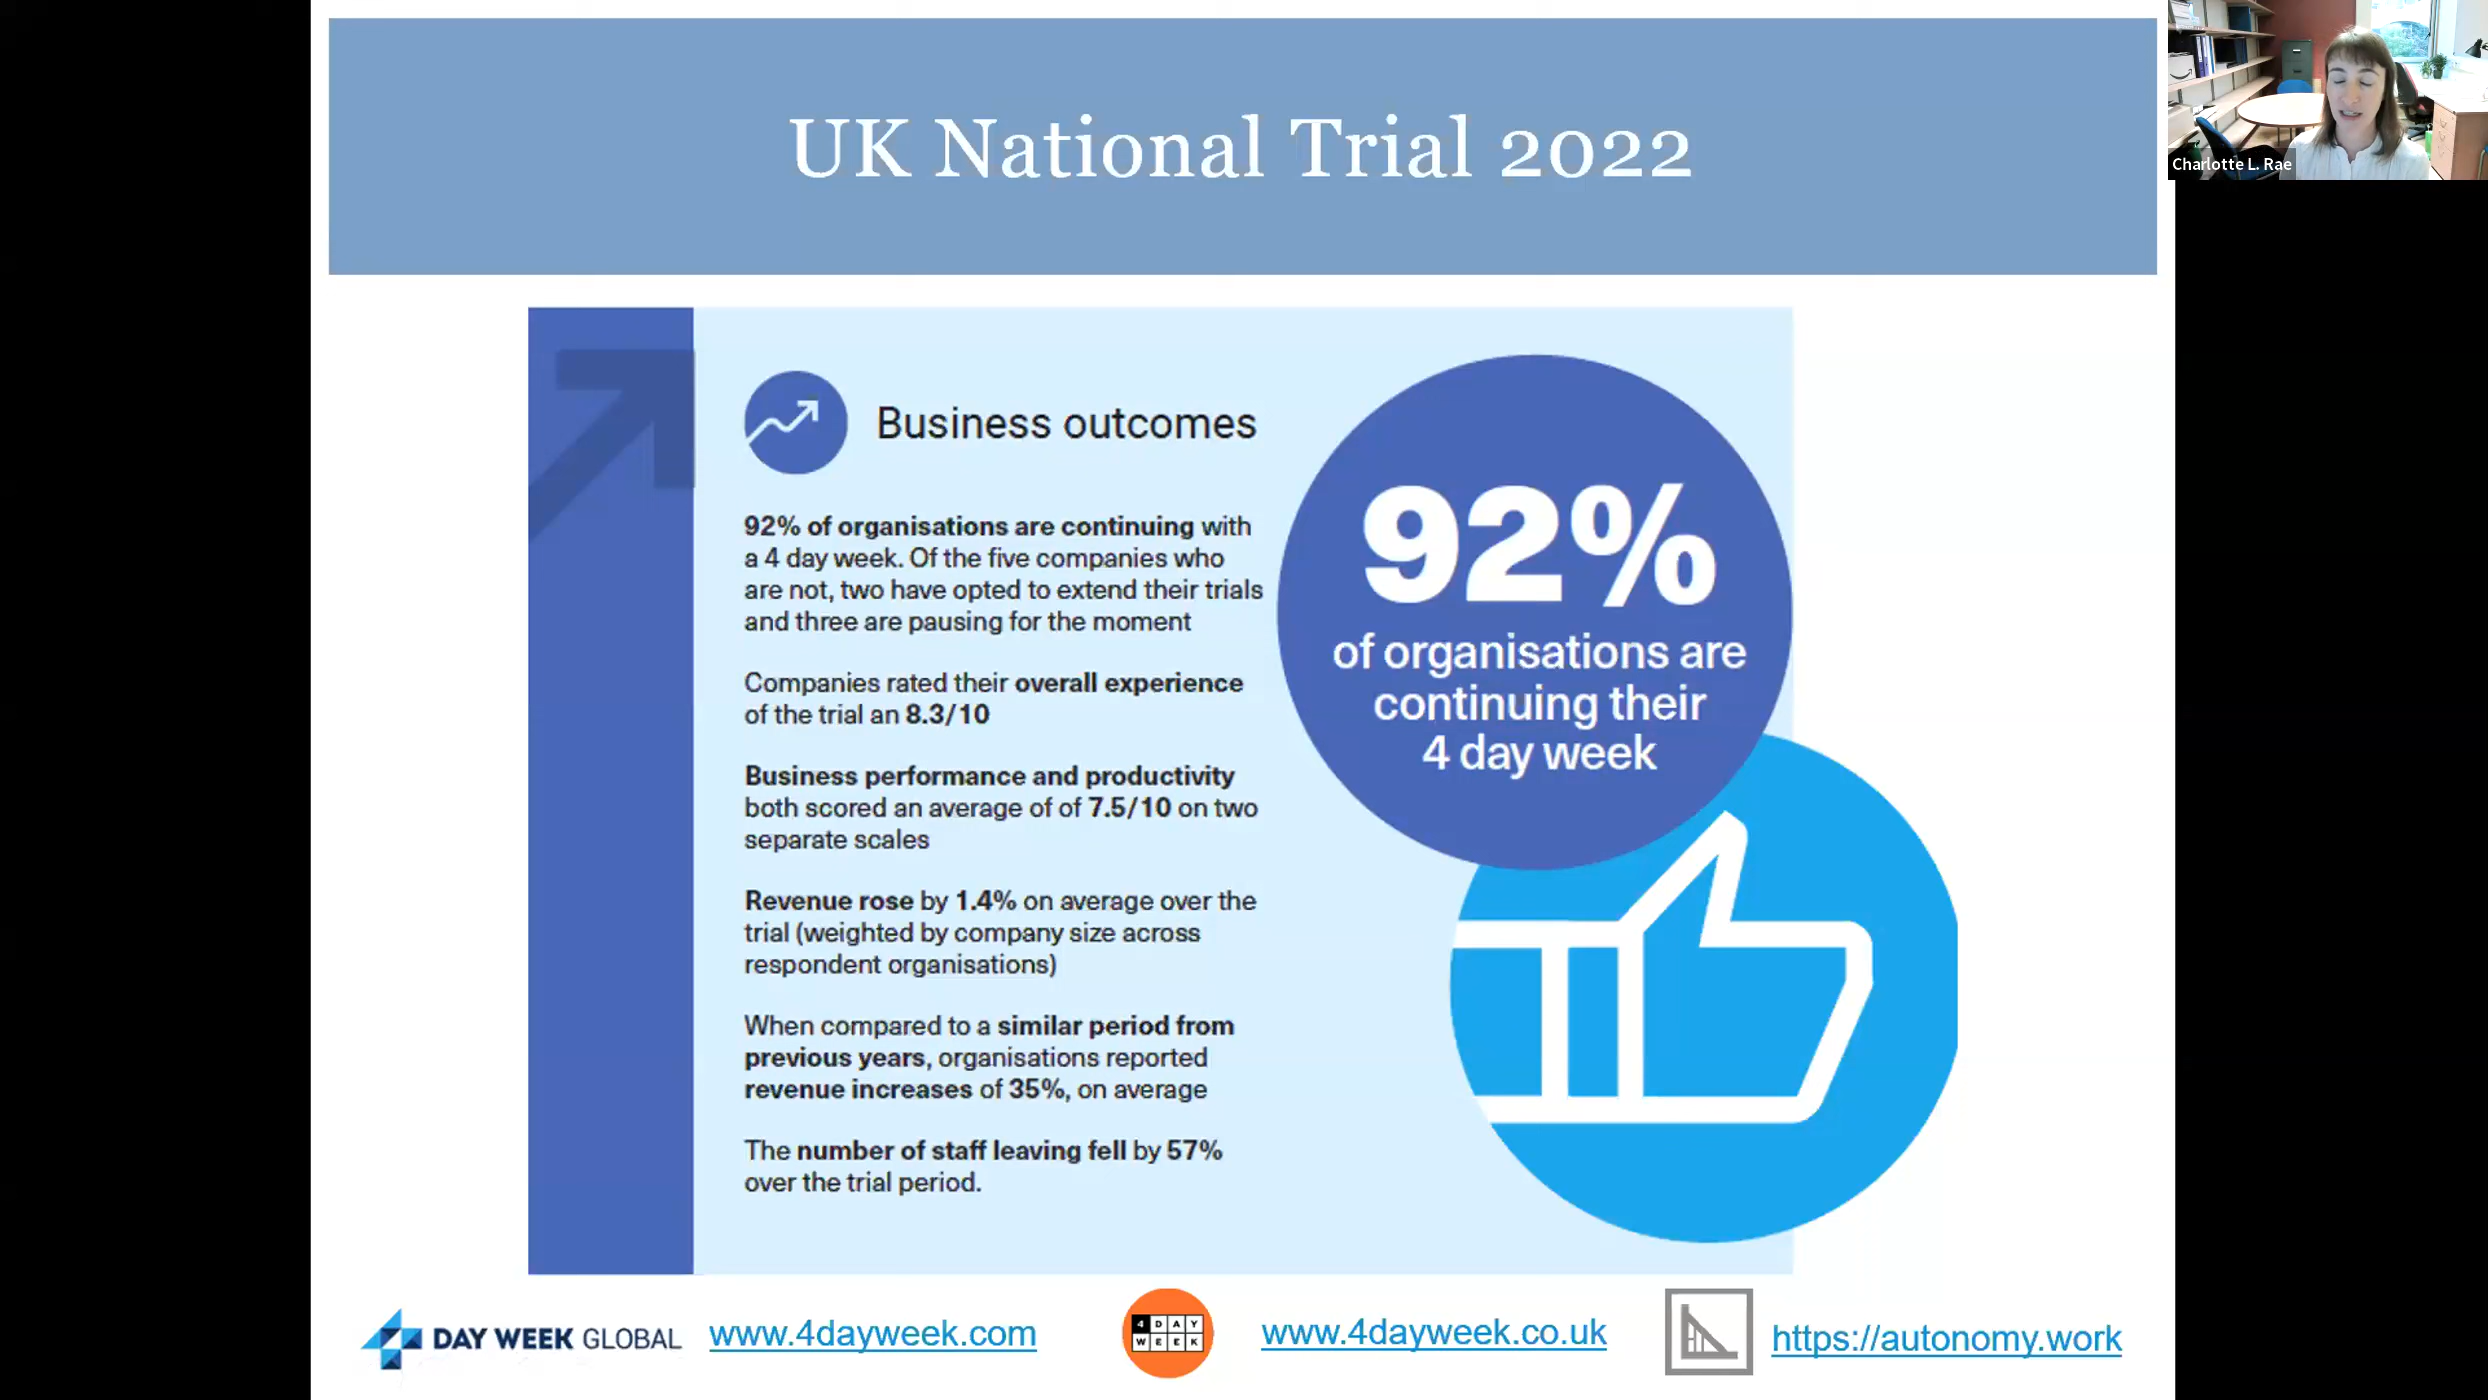 UK National Trial 2022
Charlotte L. Rae
Business outcomes
92% of organisations are continuing with
a 4 day week. Of the five companies who
are not, two have opted to extend their trials
and three are pausing for the moment
Companies rated their overall experience
of the trial an 8.3/10
Business performance and productivity
both scored an average of of 7.5/10 on two
separate scales
Revenue rose by 1.4% on average over the
trial (weighted by company size across
respondent organisations)
When compared to a similar period from
previous years, organisations reported
revenue increases of 35%, on average
The number of staff leaving fell by 57%
over the trial period.
92%
of organisations are
continuing their
4 day week
4 DAY WEEK GLOBAL
www.4dayweek.com
4 DAY
WEEK
www.4dayweek.co.uk
https://autonomy.work